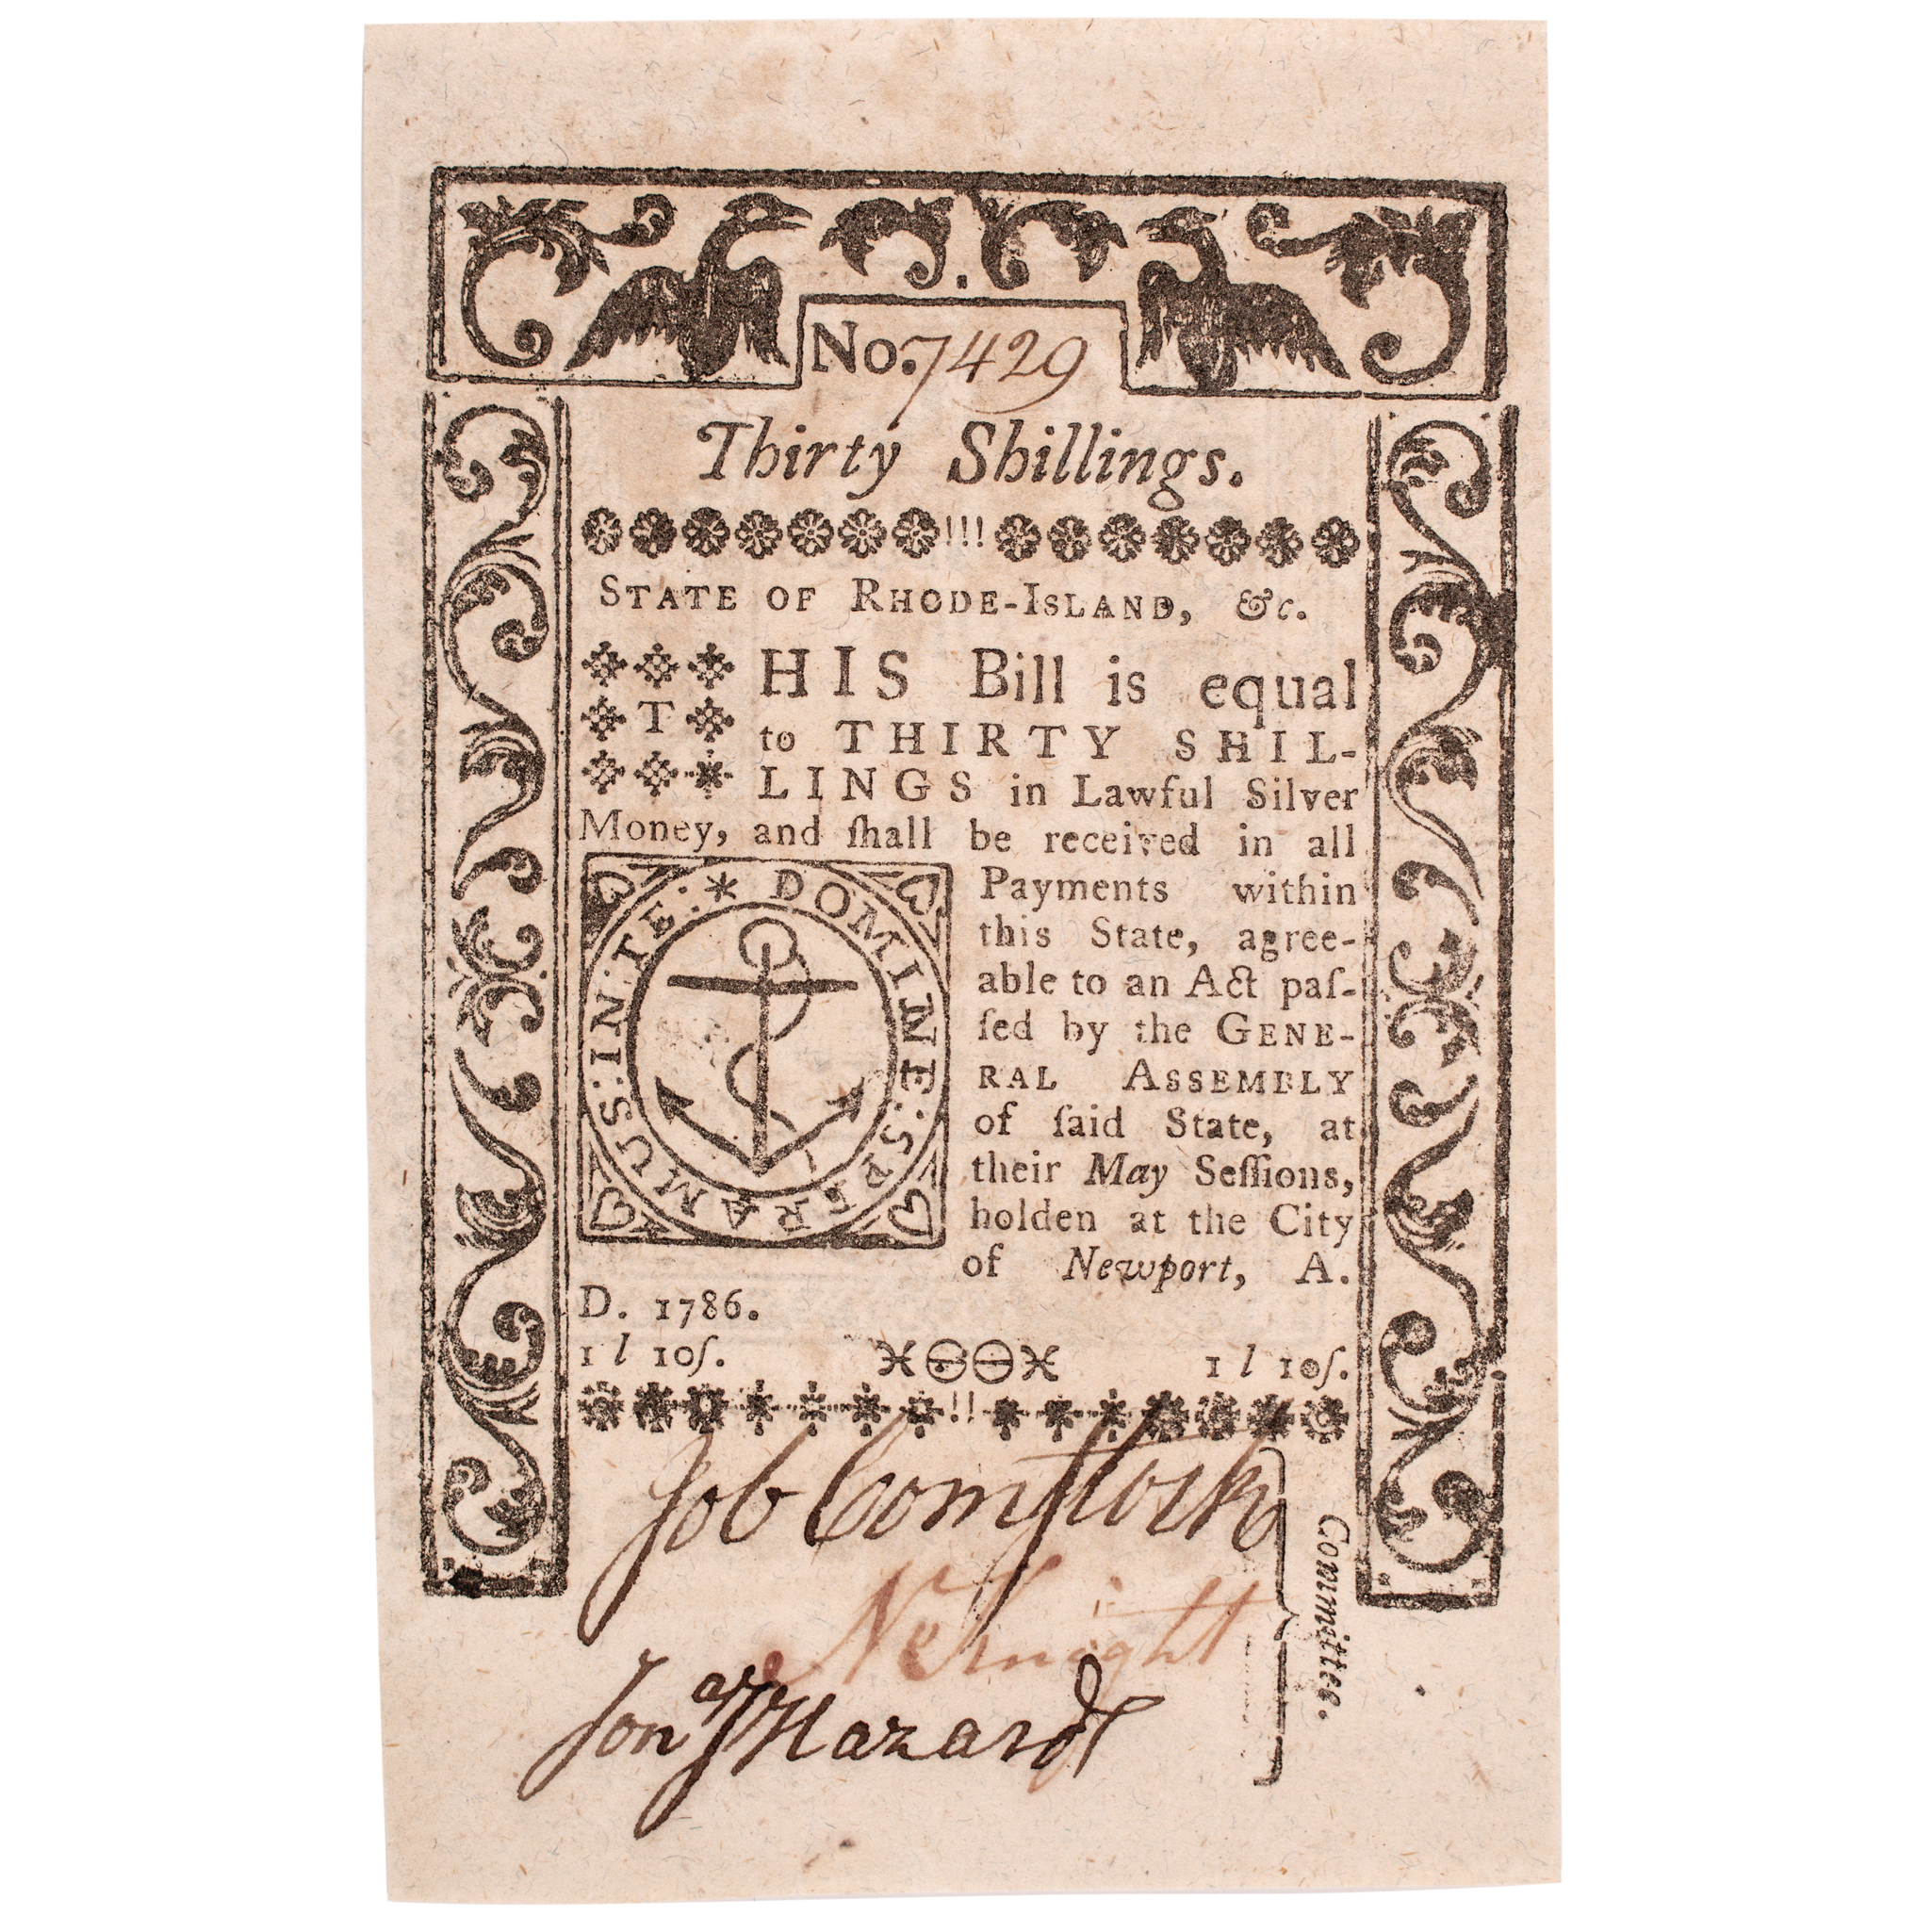 No. 7429
Thirty Shillings.
!!!
STATE OF RHODE-ISLAND, &c.
THIS Bill is equal
to THIRTY SHIL-
LINGS in Lawful Silver
Money, and ſhall be received in all
Payments within
this State, agree-
able to an Act paſ-
ſed by the GENE-
RAL ASSEMBLY
of ſaid State, at
their May Seſſions,
holden at the City
of Newport, A.
D. 1786.
* DOMINE: SPERAMUS: IN: TE:
1 l 10ſ. 1 l 10ſ.
!!
Job Comſtock
N Knight
Jonª J Hazard
Committee.